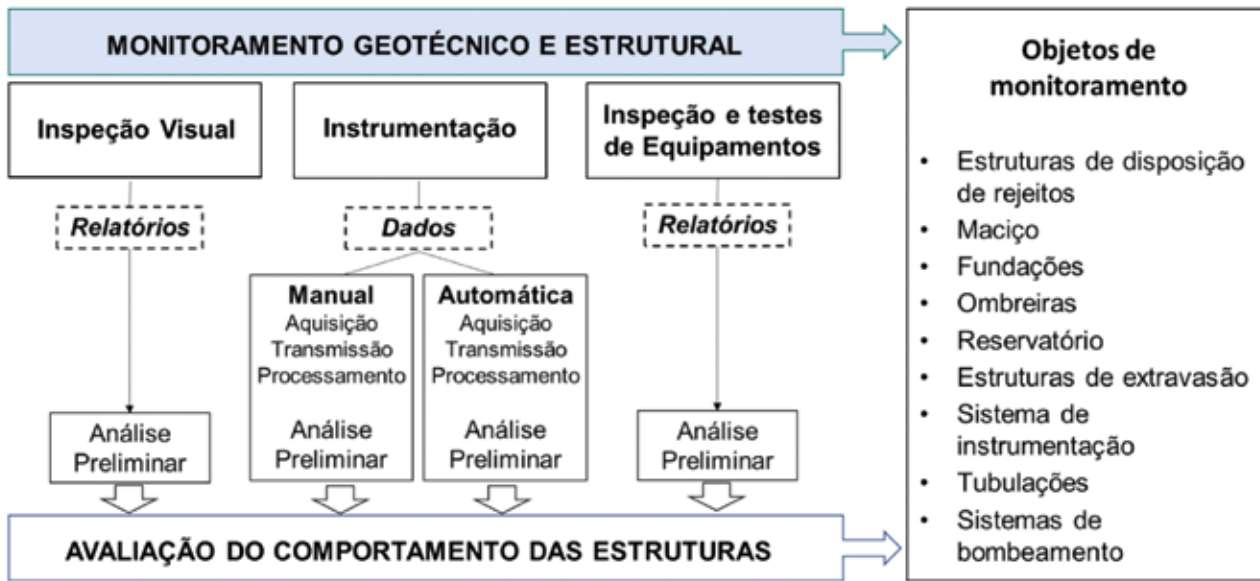 MONITORAMENTO GEOTÉCNICO E ESTRUTURAL
Inspeção Visual
Relatórios
Análise
Preliminar
Instrumentação
Dados
Manual
Aquisição
Transmissão
Processamento
Análise
Preliminar
Automática
Aquisição
Transmissão
Processamento
Análise
Preliminar
Inspeção e testes
de Equipamentos
Relatórios
Análise
Preliminar
AVALIAÇÃO DO COMPORTAMENTO DAS ESTRUTURAS
Objetos de
monitoramento
• Estruturas de disposição
de rejeitos
• Maciço
• Fundações
• Ombreiras
• Reservatório
• Estruturas de extravasão
• Sistema de
instrumentação
• Tubulações
• Sistemas de
bombeamento